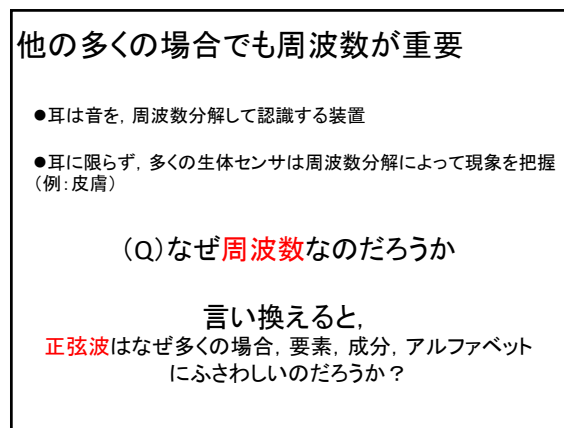 他の多くの場合でも周波数が重要
●耳は音を，周波数分解して認識する装置
●耳に限らず，多くの生体センサは周波数分解によって現象を把握
（例：皮膚）
（Q）なぜ周波数なのだろうか
言い換えると，
正弦波はなぜ多くの場合，要素，成分，アルファベット
にふさわしいのだろうか？